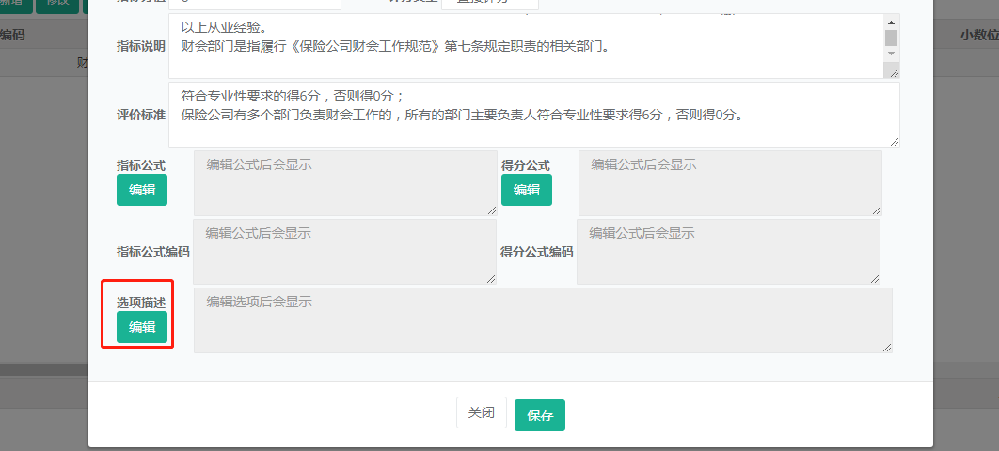 新增 修改
编码
小数位
财
以上从业经验。
指标说明
财会部门是指履行《保险公司财会工作规范》第七条规定职责的相关部门。
符合专业性要求的得6分，否则得0分；
评价标准
保险公司有多个部门负责财会工作的，所有的部门主要负责人符合专业性要求得6分，否则得0分。
指标公式 编辑公式后会显示 得分公式 编辑公式后会显示
编辑 编辑
编辑公式后会显示 编辑公式后会显示
指标公式编码 得分公式编码
选项描述 编辑选项后会显示
编辑
关闭 保存